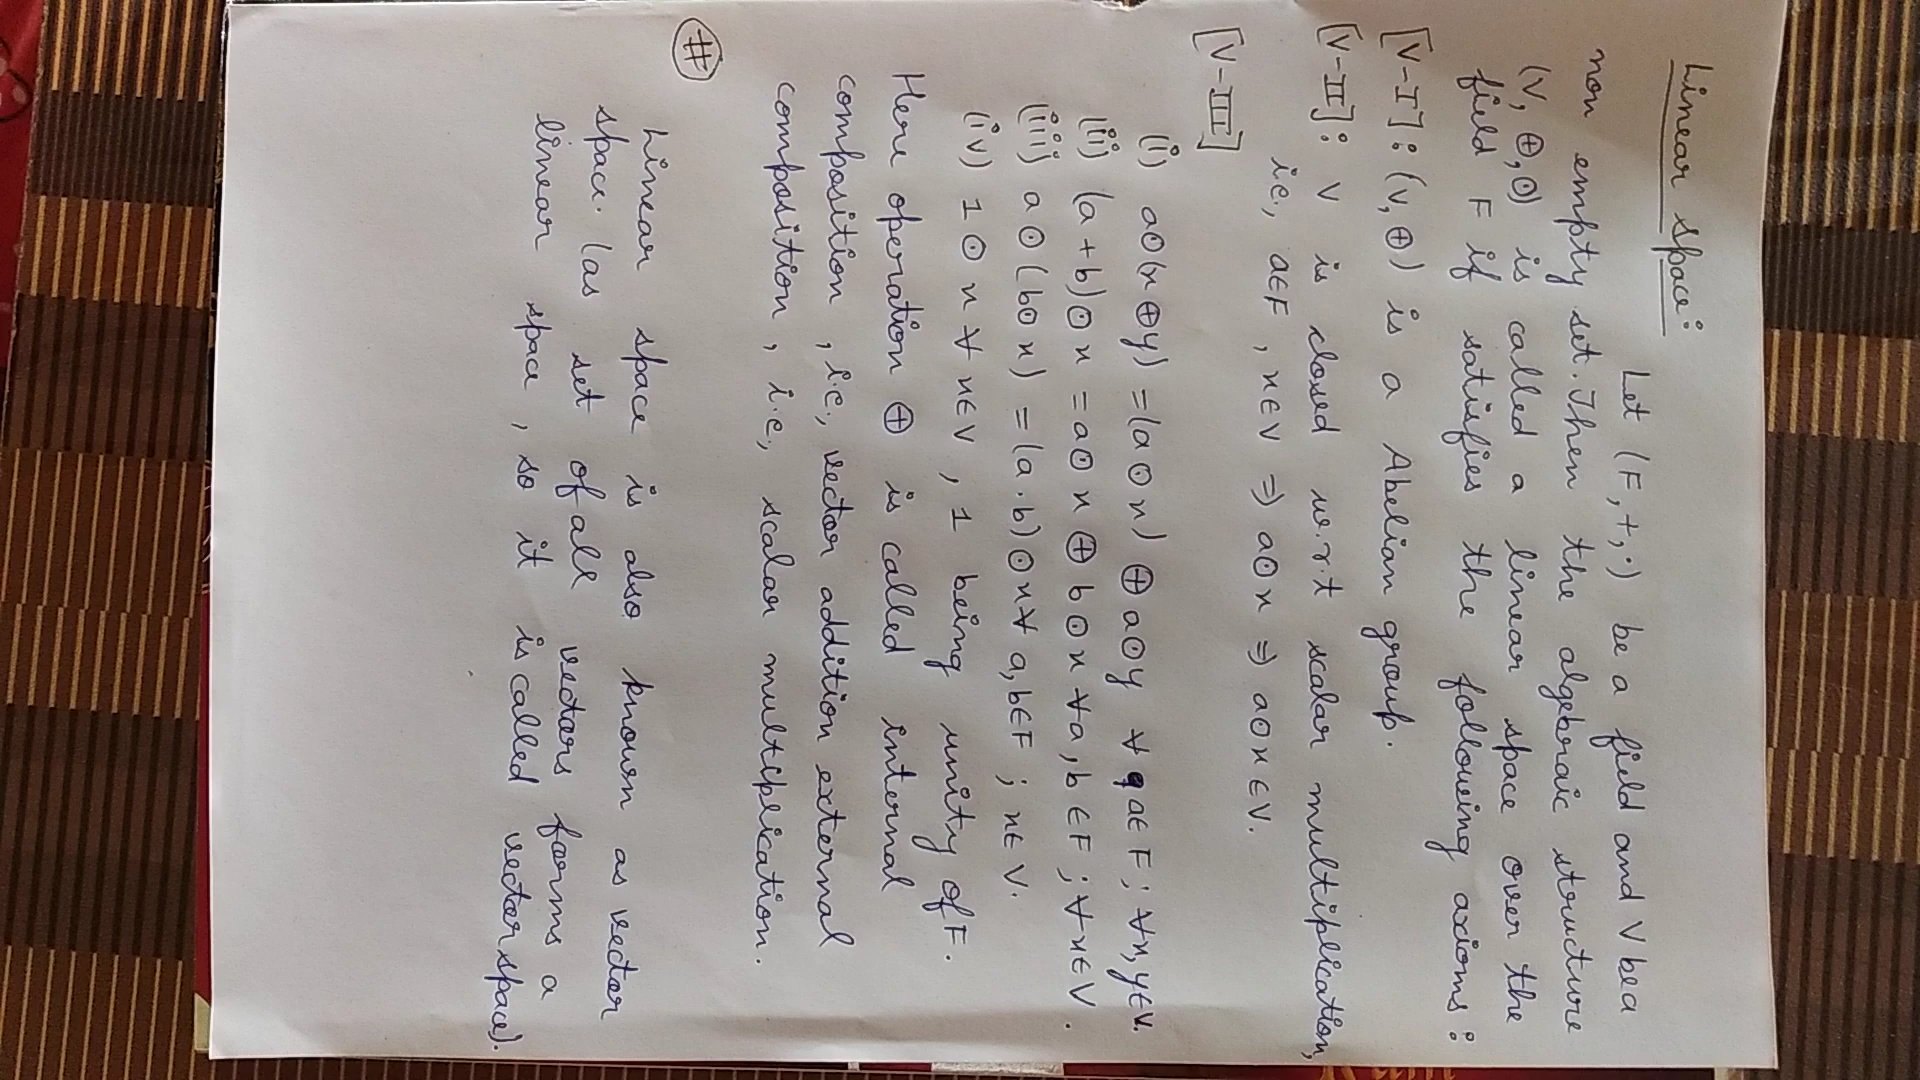 Linear space:
Let (F, +, ·) be a field and V be a
non empty set. Then the algebraic structure
(V, ⊕, ⊙) is called a linear space over the
field F if satisfies the following axioms:
[V-I]: (V, ⊕) is a Abelian group.
[V-II]: V is closed w.r.t scalar multiplication,
ie, a∈F, x∈V ⇒ a⊙x ⇒ a⊙x∈V.
[V-III]
(i) a⊙(x⊕y) = (a⊙x) ⊕ a⊙y ∀ a∈F; ∀x,y∈V.
(ii) (a+b)⊙x = a⊙x ⊕ b⊙x ∀a,b∈F; ∀x∈V.
(iii) a⊙(b⊙x) = (a·b)⊙x ∀ a,b∈F; x∈V.
(iv) 1⊙x ∀ x∈V, 1 being unity of F.
Here operation ⊕ is called internal
composition, i.e, vector addition external
composition, i.e, scalar multiplication.
#
Linear space is also known as vector
space. (as set of all vectors forms a
linear space, so it is called vector space).